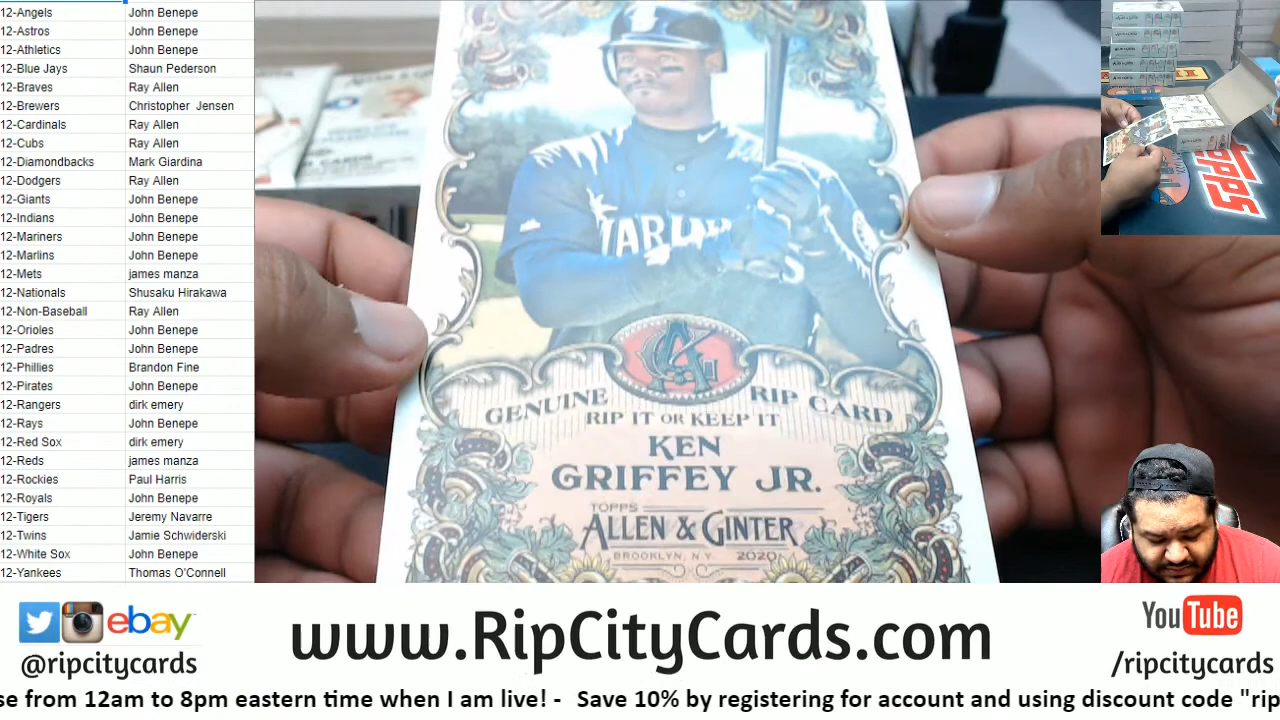 12-Angels John Benepe
12-Astros John Benepe
12-Athletics John Benepe
12-Blue Jays Shaun Pederson
12-Braves Ray Allen
12-Brewers Christopher Jensen
12-Cardinals Ray Allen
12-Cubs Ray Allen
12-Diamondbacks Mark Giardina
12-Dodgers Ray Allen
12-Giants John Benepe
12-Indians John Benepe
12-Mariners John Benepe
12-Marlins John Benepe
12-Mets james manza
12-Nationals Shusaku Hirakawa
12-Non-Baseball Ray Allen
12-Orioles John Benepe
12-Padres John Benepe
12-Phillies Brandon Fine
12-Pirates John Benepe
12-Rangers dirk emery
12-Rays John Benepe
12-Red Sox dirk emery
12-Reds james manza
12-Rockies Paul Harris
12-Royals John Benepe
12-Tigers Jeremy Navarre
12-Twins Jamie Schwiderski
12-White Sox John Benepe
12-Yankees Thomas O'Connell
GENUINE RIP CARD
RIP IT OR KEEP IT
KEN
GRIFFEY JR.
TOPPS
ALLEN & GINTER
BROOKLYN, N.Y. 2020
topps
ebay
@ripcitycards
www.RipCityCards.com
YouTube
/ripcitycards
se from 12am to 8pm eastern time when I am live! - Save 10% by registering for account and using discount code "rip